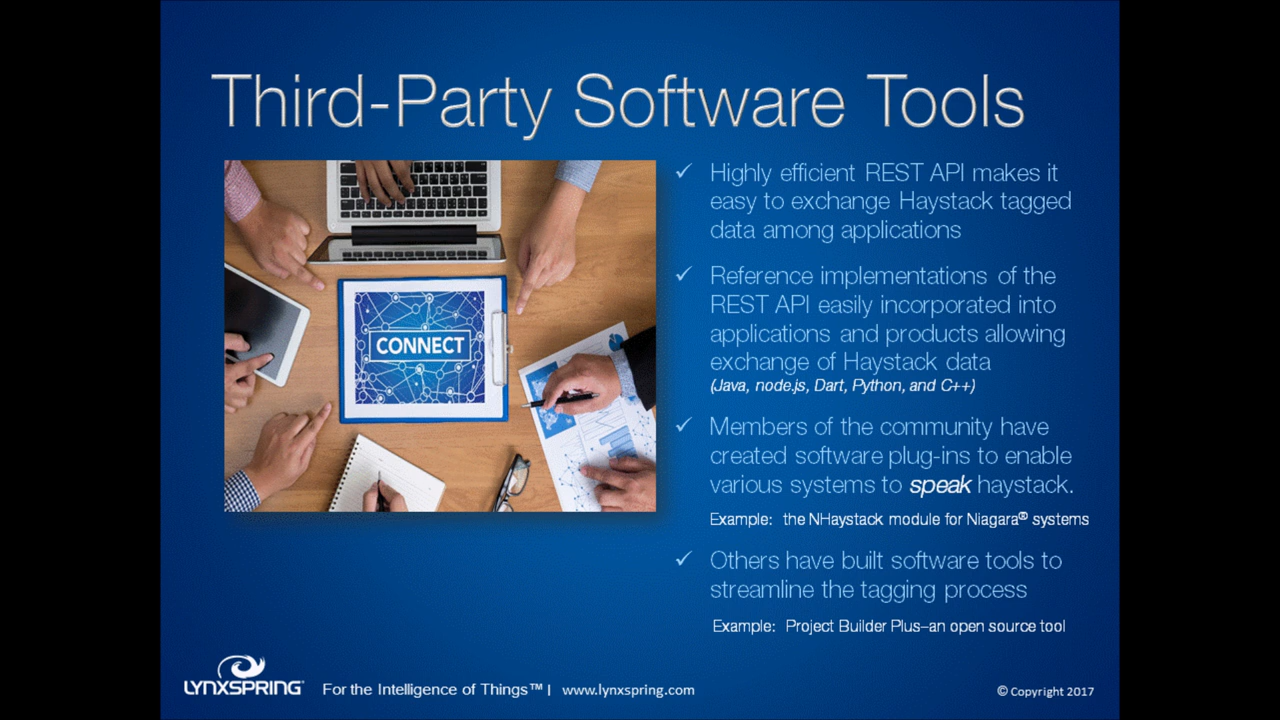 Third-Party Software Tools
CONNECT
✓ Highly efficient REST API makes it
easy to exchange Haystack tagged
data among applications
✓ Reference implementations of the
REST API easily incorporated into
applications and products allowing
exchange of Haystack data
(Java, node.js, Dart, Python, and C++)
✓ Members of the community have
created software plug-ins to enable
various systems to speak haystack.
Example: the NHaystack module for Niagara® systems
✓ Others have built software tools to
streamline the tagging process
Example: Project Builder Plus–an open source tool
LYNXSPRING® For the Intelligence of Things™ | www.lynxspring.com
© Copyright 2017